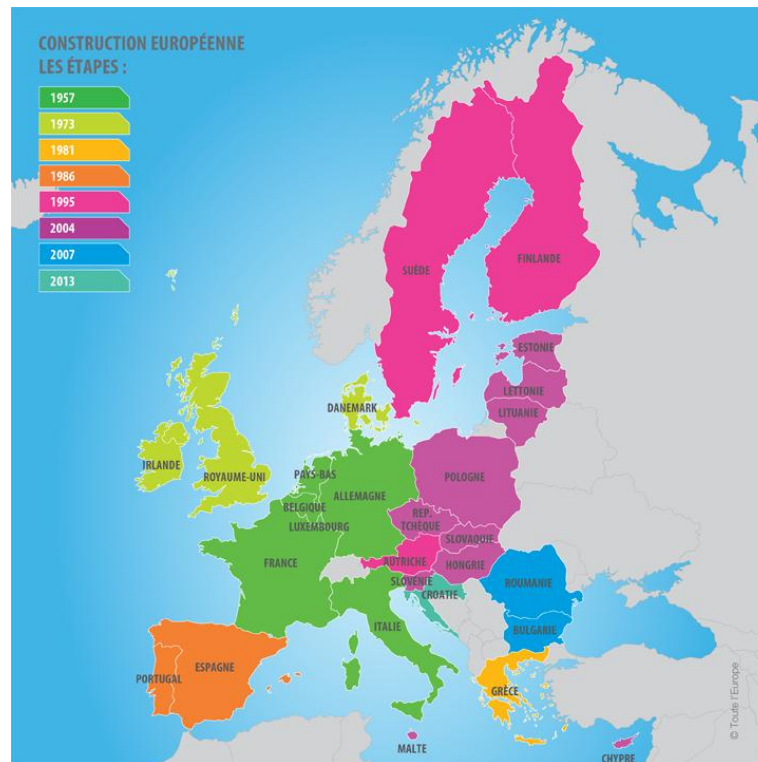 CONSTRUCTION EUROPÉENNE
LES ÉTAPES :
1957
1973
1981
1986
1995
2004
2007
2013
SUÈDE
FINLANDE
ESTONIE
LETTONIE
LITUANIE
DANEMARK
IRLANDE
ROYAUME-UNI
PAYS-BAS
BELGIQUE
LUXEMBOURG
ALLEMAGNE
POLOGNE
REP.
TCHÈQUE
SLOVAQUIE
FRANCE
AUTRICHE
HONGRIE
SLOVÉNIE
CROATIE
ROUMANIE
BULGARIE
ITALIE
PORTUGAL
ESPAGNE
GRÈCE
MALTE
CHYPRE
© Toute l'Europe